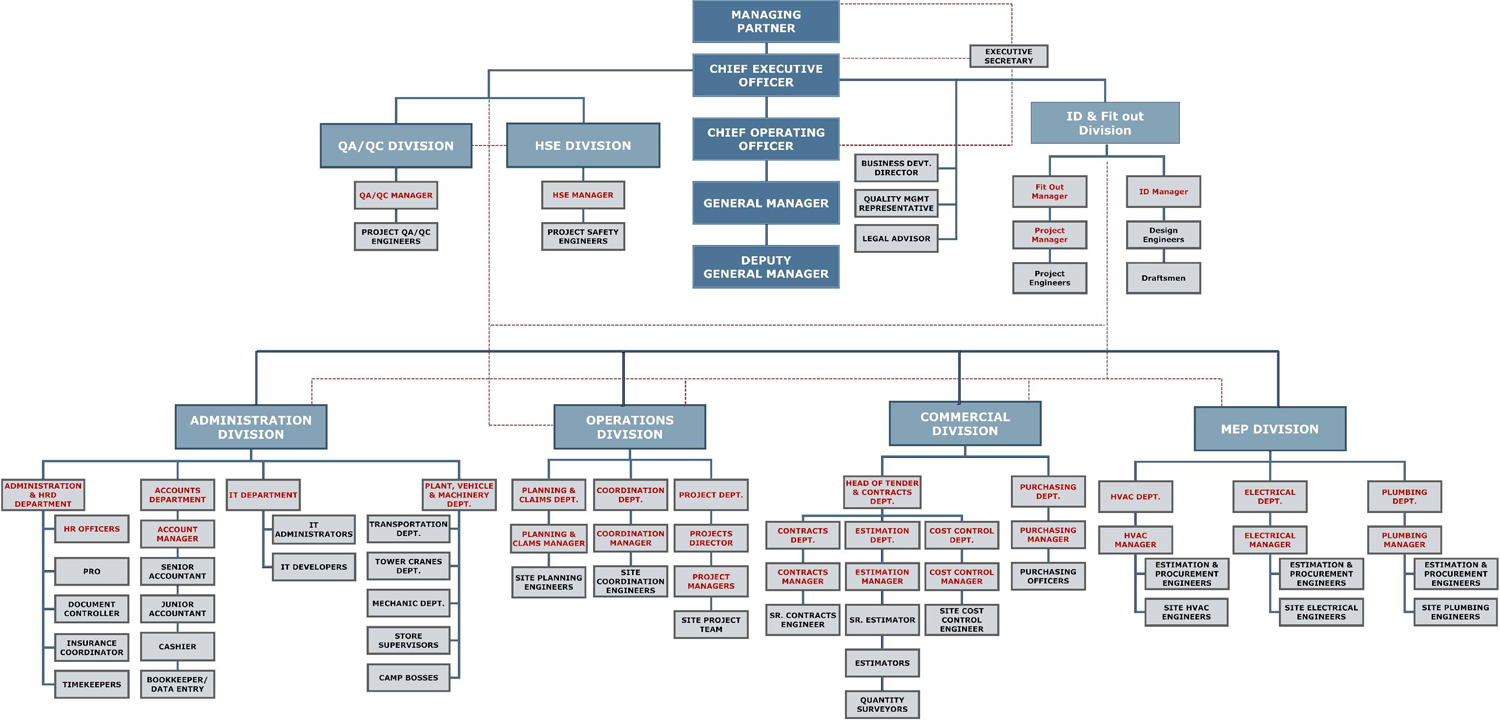 MANAGING
PARTNER
EXECUTIVE
SECRETARY
CHIEF EXECUTIVE
OFFICER
CHIEF OPERATING
OFFICER
GENERAL MANAGER
DEPUTY
GENERAL MANAGER
QA/QC DIVISION
QA/QC MANAGER
PROJECT QA/QC
ENGINEERS
HSE DIVISION
HSE MANAGER
PROJECT SAFETY
ENGINEERS
BUSINESS DEVT.
DIRECTOR
QUALITY MGMT
REPRESENTATIVE
LEGAL ADVISOR
ID & Fit out
Division
Fit Out
Manager
Project
Manager
Project
Engineers
ID Manager
Design
Engineers
Draftsmen
ADMINISTRATION
DIVISION
ADMINISTRATION
& HRD
DEPARTMENT
HR OFFICERS
PRO
DOCUMENT
CONTROLLER
INSURANCE
COORDINATOR
TIMEKEEPERS
ACCOUNTS
DEPARTMENT
ACCOUNT
MANAGER
SENIOR
ACCOUNTANT
JUNIOR
ACCOUNTANT
CASHIER
BOOKKEEPER/
DATA ENTRY
IT DEPARTMENT
IT
ADMINISTRATORS
IT DEVELOPERS
PLANT, VEHICLE
& MACHINERY
DEPT.
TRANSPORTATION
DEPT.
TOWER CRANES
DEPT.
MECHANIC DEPT.
STORE
SUPERVISORS
CAMP BOSSES
OPERATIONS
DIVISION
PLANNING &
CLAIMS DEPT.
PLANNING &
CLAMS MANAGER
SITE PLANNING
ENGINEERS
COORDINATION
DEPT.
COORDINATION
MANAGER
SITE
COORDINATION
ENGINEERS
PROJECT DEPT.
PROJECTS
DIRECTOR
PROJECT
MANAGERS
SITE PROJECT
TEAM
COMMERCIAL
DIVISION
HEAD OF TENDER
& CONTRACTS
DEPT.
CONTRACTS
DEPT.
CONTRACTS
MANAGER
SR. CONTRACTS
ENGINEER
ESTIMATION
DEPT.
ESTIMATION
MANAGER
SR. ESTIMATOR
ESTIMATORS
QUANTITY
SURVEYORS
COST CONTROL
DEPT.
COST CONTROL
MANAGER
SITE COST
CONTROL
ENGINEER
PURCHASING
DEPT.
PURCHASING
MANAGER
PURCHASING
OFFICERS
MEP DIVISION
HVAC DEPT.
HVAC
MANAGER
ESTIMATION &
PROCUREMENT
ENGINEERS
SITE HVAC
ENGINEERS
ELECTRICAL
DEPT.
ELECTRICAL
MANAGER
ESTIMATION &
PROCUREMENT
ENGINEERS
SITE ELECTRICAL
ENGINEERS
PLUMBING
DEPT.
PLUMBING
MANAGER
ESTIMATION &
PROCUREMENT
ENGINEERS
SITE PLUMBING
ENGINEERS